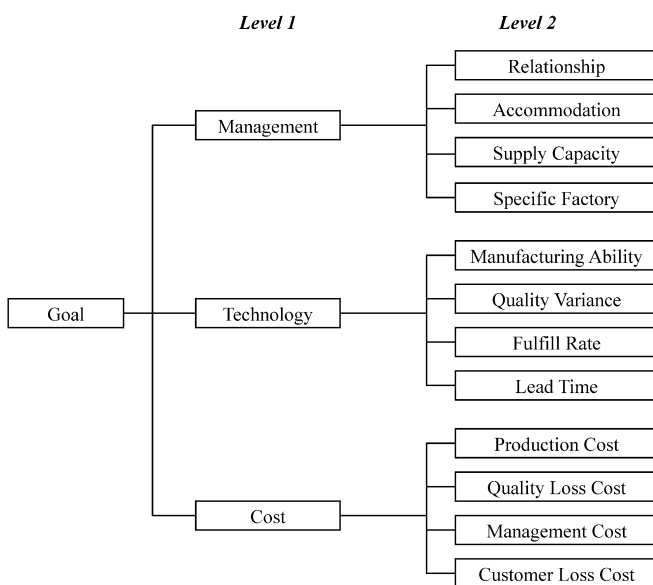 Level 1
Level 2
Relationship
Accommodation
Management
Supply Capacity
Specific Factory
Manufacturing Ability
Quality Variance
Goal
Technology
Fulfill Rate
Lead Time
Production Cost
Quality Loss Cost
Cost
Management Cost
Customer Loss Cost